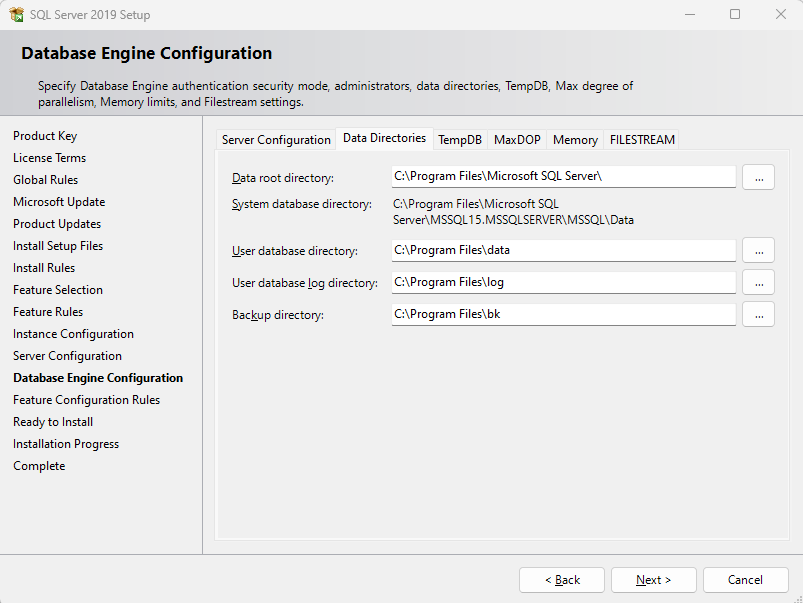 SQL Server 2019 Setup
Database Engine Configuration
Specify Database Engine authentication security mode, administrators, data directories, TempDB, Max degree of
parallelism, Memory limits, and Filestream settings.
Product Key
License Terms
Global Rules
Microsoft Update
Product Updates
Install Setup Files
Install Rules
Feature Selection
Feature Rules
Instance Configuration
Server Configuration
Database Engine Configuration
Feature Configuration Rules
Ready to Install
Installation Progress
Complete
Server Configuration Data Directories TempDB MaxDOP Memory FILESTREAM
Data root directory: C:\Program Files\Microsoft SQL Server\ ...
System database directory: C:\Program Files\Microsoft SQL
Server\MSSQL15.MSSQLSERVER\MSSQL\Data
User database directory: C:\Program Files\data ...
User database log directory: C:\Program Files\log ...
Backup directory: C:\Program Files\bk ...
< Back Next > Cancel